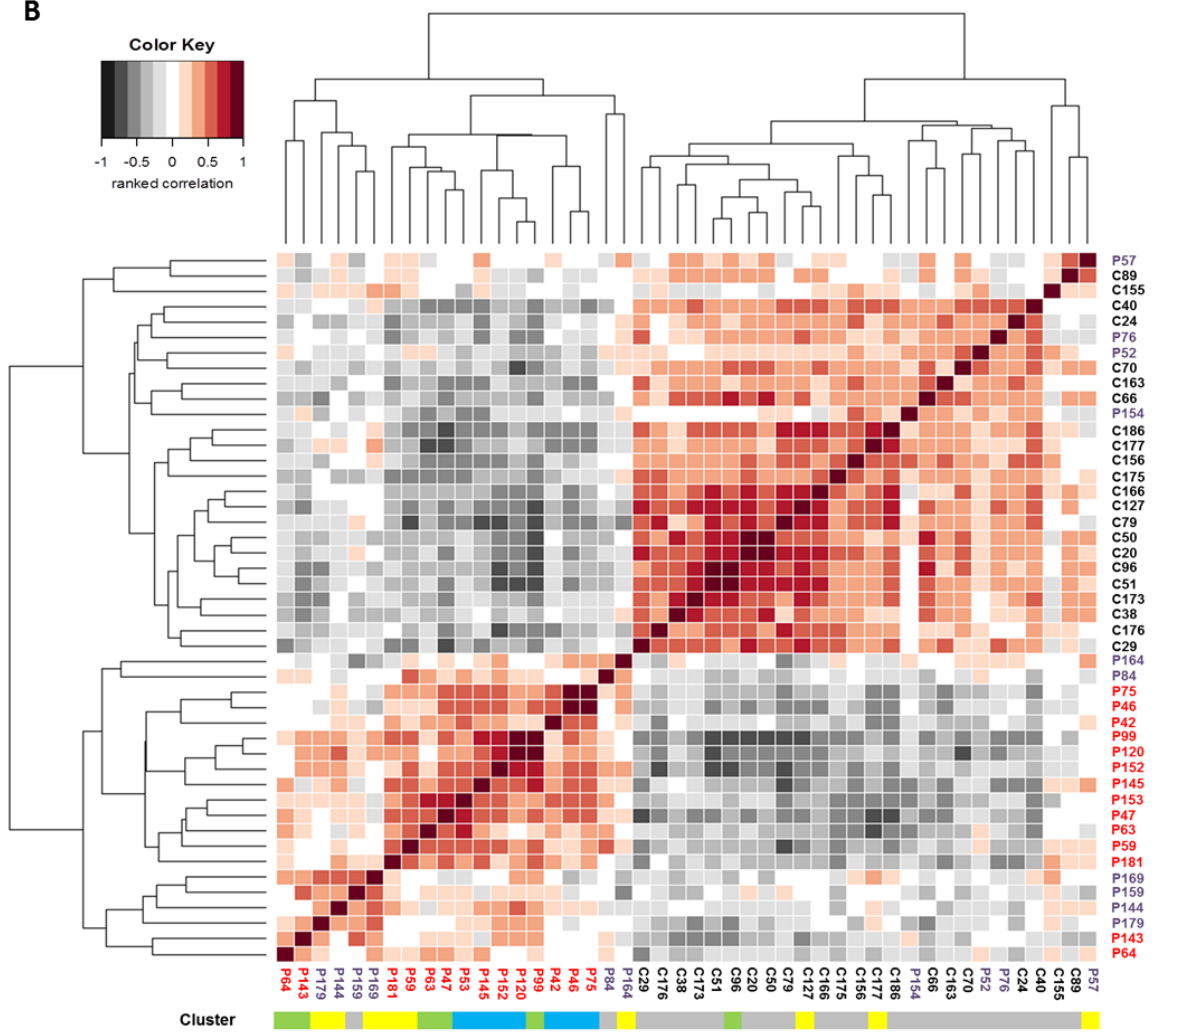 B
Color Key
-1 -0.5 0 0.5 1
ranked correlation
P57
C89
C155
C40
C24
P76
P52
C70
C163
C66
P154
C186
C177
C156
C175
C166
C127
C79
C50
C20
C96
C51
C173
C38
C176
C29
P164
P84
P75
P46
P42
P99
P120
P152
P145
P153
P47
P63
P59
P181
P169
P159
P144
P179
P143
P64
P64 P143 P179 P144 P159 P169 P181 P59 P63 P47 P53 P145 P152 P120 P99 P42 P46 P75 P84 P164 C29 C176 C38 C173 C51 C96 C20 C50 C79 C127 C166 C175 C156 C177 C186 P154 C66 C163 C70 P52 P76 C24 C40 C155 C89 P57
Cluster